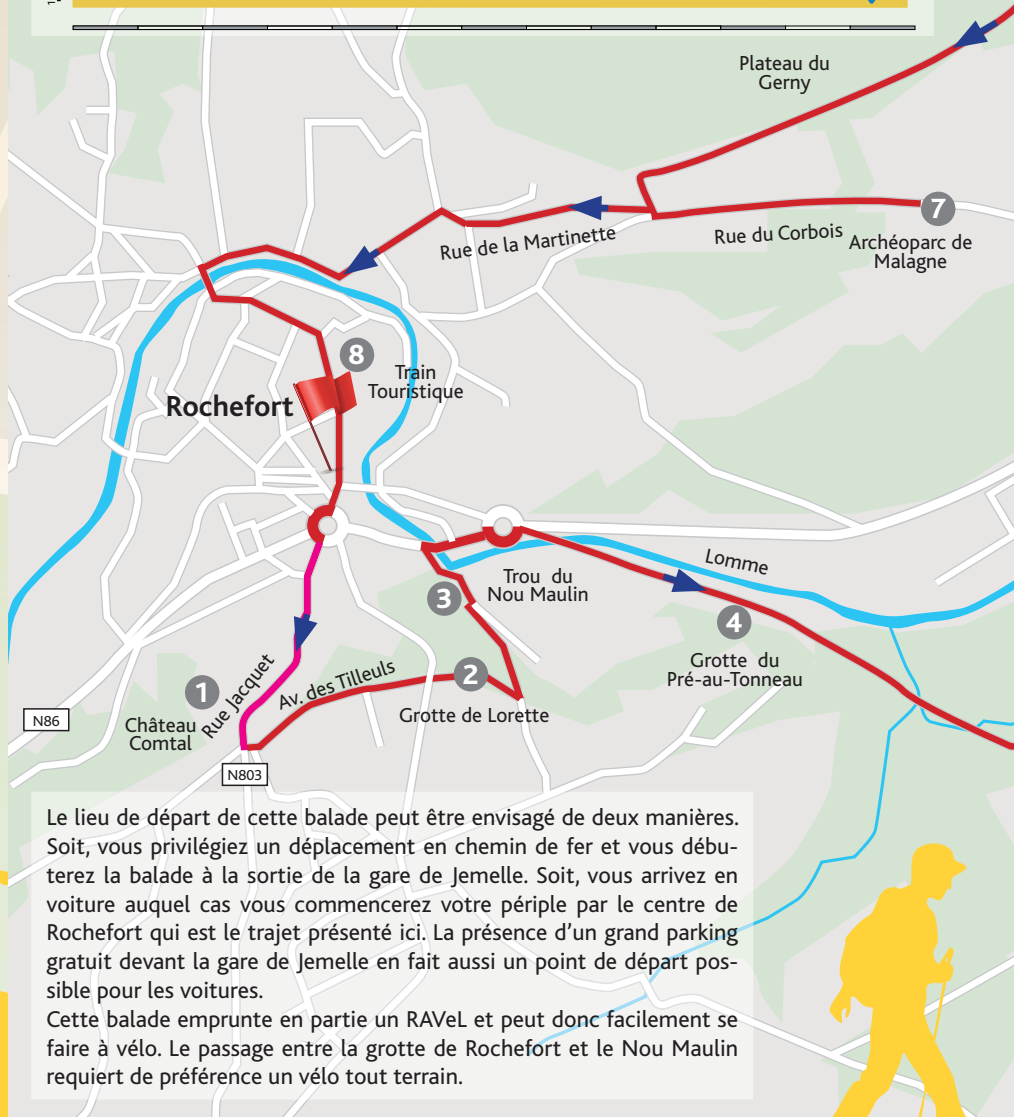 Plateau du
Gerny
7
Rue de la Martinette
Rue du Corbois
Archéoparc de
Malagne
8
Train
Touristique
Rochefort
Lomme
Trou du
Nou Maulin
3
4
Grotte du
Pré-au-Tonneau
1
Rue Jacquet
Av. des Tilleuls
2
Grotte de Lorette
N86
Château
Comtal
N803
Le lieu de départ de cette balade peut être envisagé de deux manières.
Soit, vous privilégiez un déplacement en chemin de fer et vous débu-
terez la balade à la sortie de la gare de Jemelle. Soit, vous arrivez en
voiture auquel cas vous commencerez votre périple par le centre de
Rochefort qui est le trajet présenté ici. La présence d'un grand parking
gratuit devant la gare de Jemelle en fait aussi un point de départ pos-
sible pour les voitures.
Cette balade emprunte en partie un RAVeL et peut donc facilement se
faire à vélo. Le passage entre la grotte de Rochefort et le Nou Maulin
requiert de préférence un vélo tout terrain.